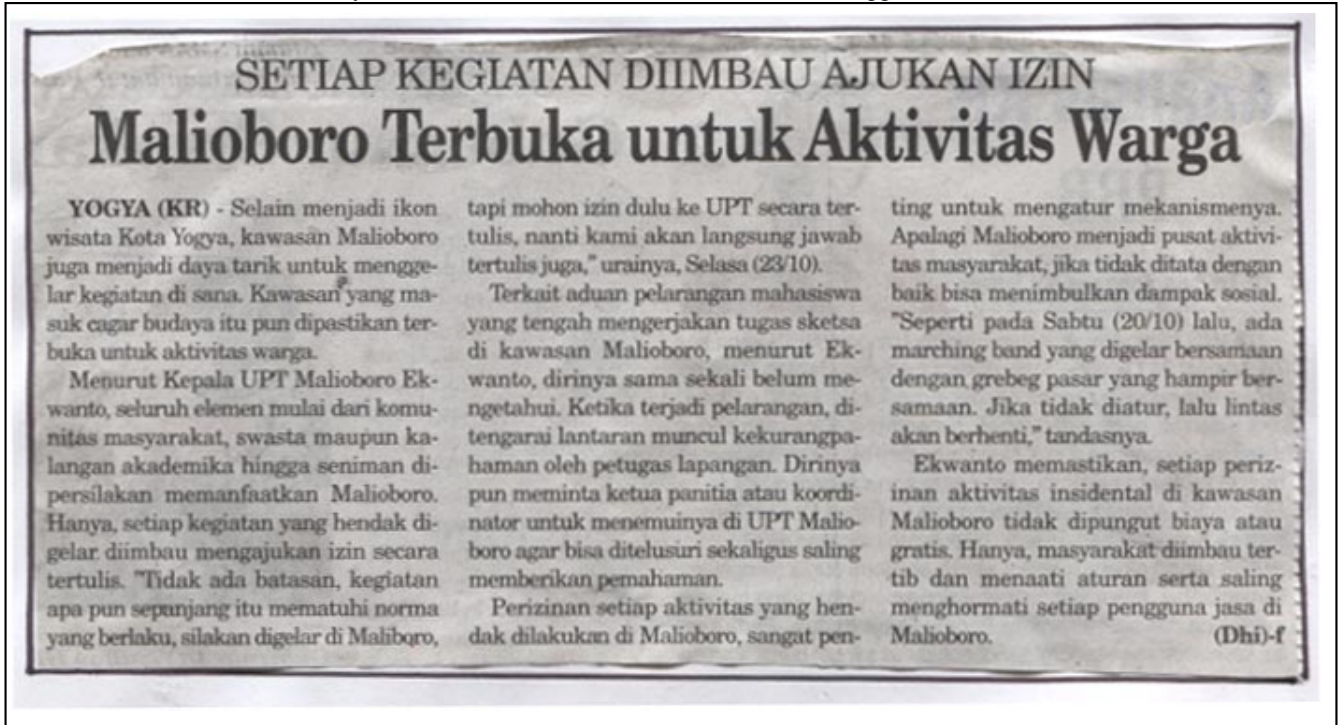 SETIAP KEGIATAN DIIMBAU AJUKAN IZIN
Malioboro Terbuka untuk Aktivitas Warga
YOGYA (KR) - Selain menjadi ikon
wisata Kota Yogya, kawasan Malioboro
juga menjadi daya tarik untuk mengge-
lar kegiatan di sana. Kawasan yang ma-
suk cagar budaya itu pun dipastikan ter-
buka untuk aktivitas warga.
Menurut Kepala UPT Malioboro Ek-
wanto, seluruh elemen mulai dari komu-
nitas masyarakat, swasta maupun ka-
langan akademika hingga seniman di-
persilakan memanfaatkan Malioboro.
Hanya, setiap kegiatan yang hendak di-
gelar diimbau mengajukan izin secara
tertulis. "Tidak ada batasan, kegiatan
apa pun sepanjang itu mematuhi norma
yang berlaku, silakan digelar di Maliboro,
tapi mohon izin dulu ke UPT secara ter-
tulis, nanti kami akan langsung jawab
tertulis juga," urainya, Selasa (23/10).
Terkait aduan pelarangan mahasiswa
yang tengah mengerjakan tugas sketsa
di kawasan Malioboro, menurut Ek-
wanto, dirinya sama sekali belum me-
ngetahui. Ketika terjadi pelarangan, di-
tengarai lantaran muncul kekurangpa-
haman oleh petugas lapangan. Dirinya
pun meminta ketua panitia atau koordi-
nator untuk menemuinya di UPT Malio-
boro agar bisa ditelusuri sekaligus saling
memberikan pemahaman.
Perizinan setiap aktivitas yang hen-
dak dilakukan di Malioboro, sangat pen-
ting untuk mengatur mekanismenya.
Apalagi Malioboro menjadi pusat aktivi-
tas masyarakat, jika tidak ditata dengan
baik bisa menimbulkan dampak sosial.
"Seperti pada Sabtu (20/10) lalu, ada
marching band yang digelar bersamaan
dengan grebeg pasar yang hampir ber-
samaan. Jika tidak diatur, lalu lintas
akan berhenti," tandasnya.
Ekwanto memastikan, setiap periz-
inan aktivitas insidental di kawasan
Malioboro tidak dipungut biaya atau
gratis. Hanya, masyarakat diimbau ter-
tib dan menaati aturan serta saling
menghormati setiap pengguna jasa di
Malioboro. (Dhi)-f